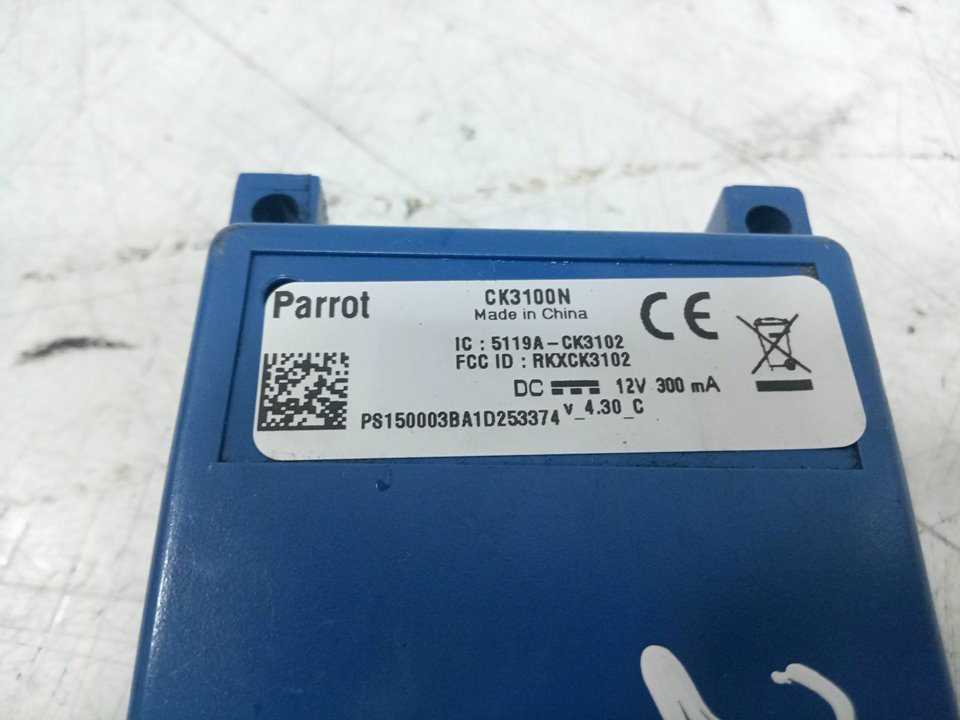 Parrot
CK3100N
Made in China
CE
IC : 5119A-CK3102
FCC ID : RKXCK3102
DC 12V 300 mA
PS150003BA1D253374 v_4.30_C